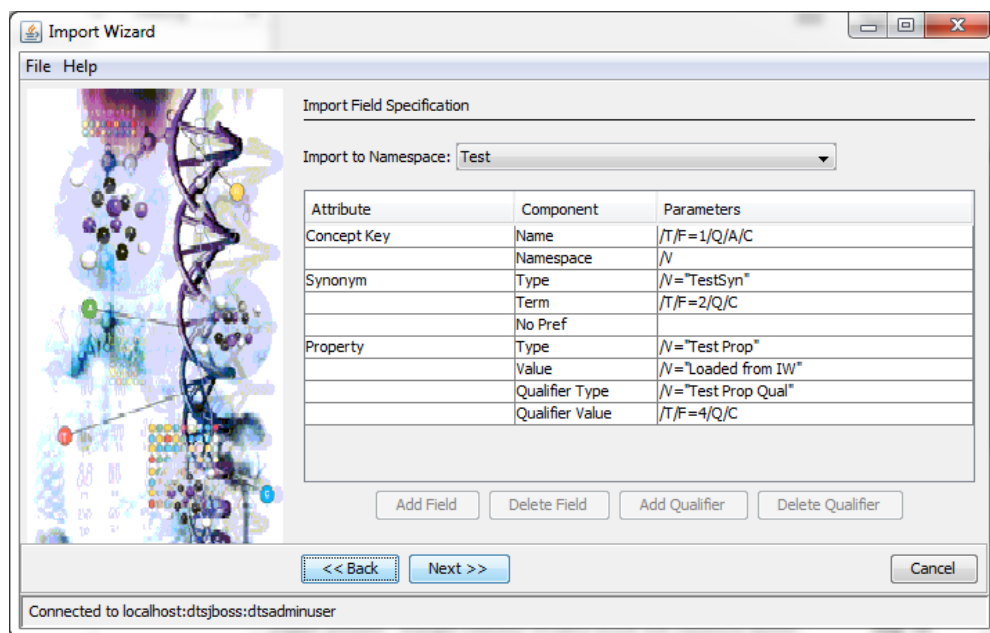 Import Wizard
File Help
Import Field Specification
Import to Namespace: Test
Attribute Component Parameters
Concept Key Name /T/F=1/Q/A/C
Namespace /V
Synonym Type /V="TestSyn"
Term /T/F=2/Q/C
No Pref
Property Type /V="Test Prop"
Value /V="Loaded from IW"
Qualifier Type /V="Test Prop Qual"
Qualifier Value /T/F=4/Q/C
Add Field Delete Field Add Qualifier Delete Qualifier
<< Back Next >> Cancel
Connected to localhost:dtsjboss:dtsadminuser
A
T